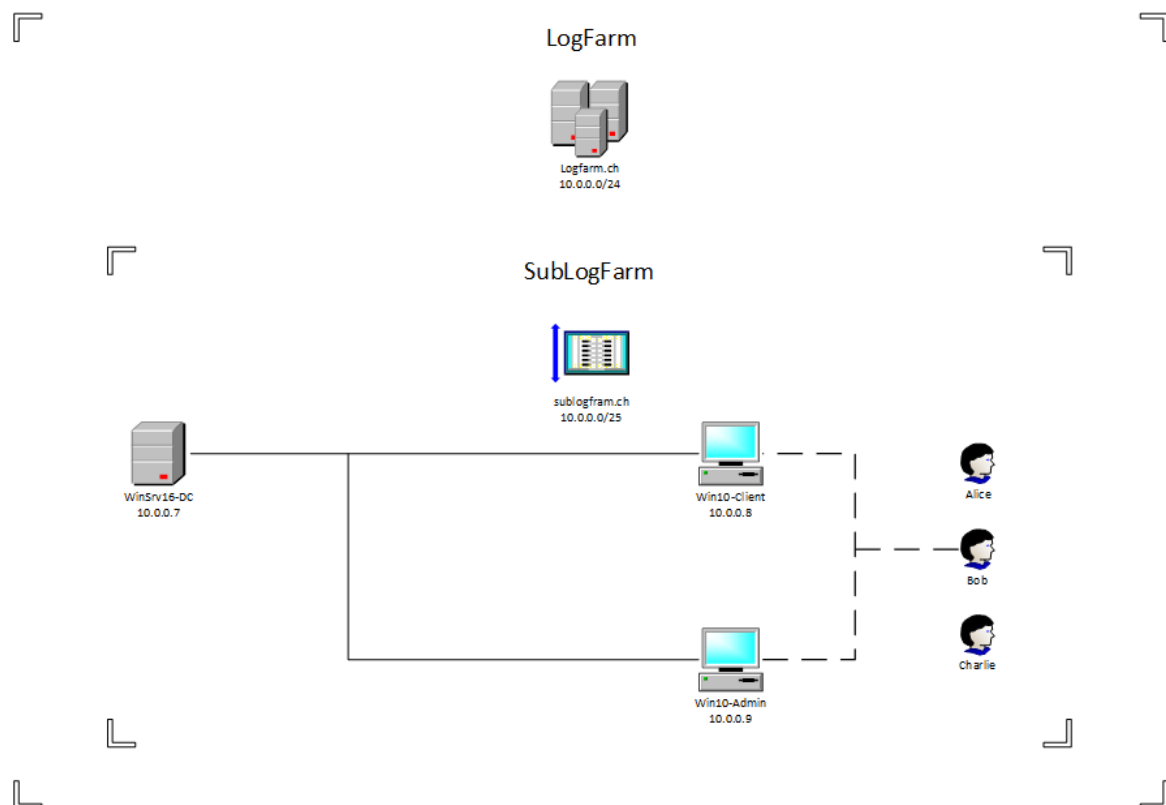 LogFarm
Logfarm.ch
10.0.0.0/24
SubLogFarm
sublogfram.ch
10.0.0.0/25
WinSrv16-DC
10.0.0.7
Win10-Client
10.0.0.8
Alice
Bob
Charlie
Win10-Admin
10.0.0.9